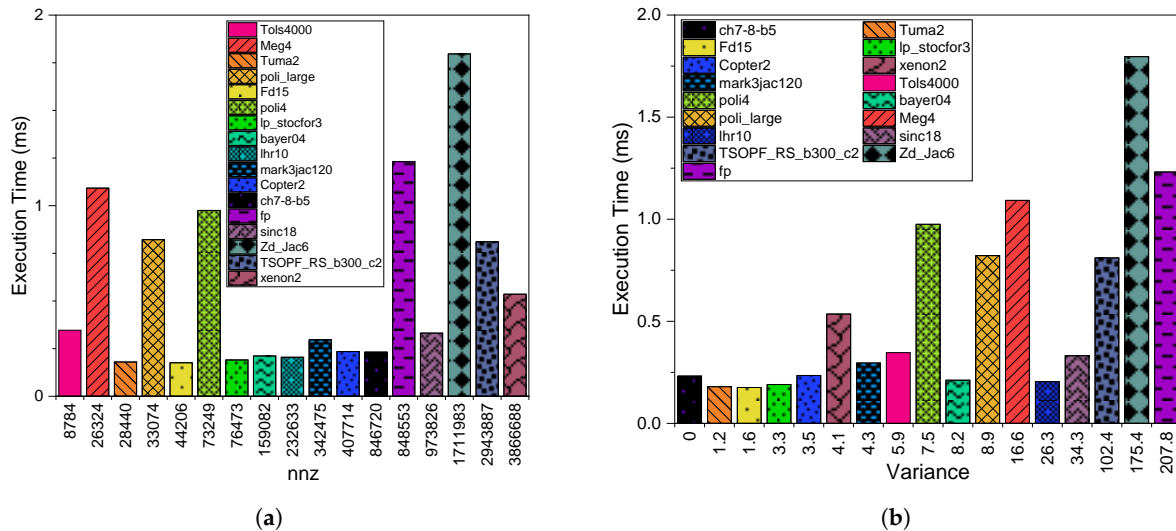 2
1
0
Execution Time (ms)
Tols4000
Meg4
Tuma2
poli_large
Fd15
poli4
lp_stocfor3
bayer04
lhr10
mark3jac120
Copter2
ch7-8-b5
fp
sinc18
Zd_Jac6
TSOPF_RS_b300_c2
xenon2
8784
26324
28440
33074
44206
73249
76473
159082
232633
342475
407714
846720
848553
973826
1711983
2943887
3866688
nnz
(a)
2.0
1.5
1.0
0.5
0.0
Execution Time (ms)
ch7-8-b5
Fd15
Copter2
mark3jac120
poli4
poli_large
lhr10
TSOPF_RS_b300_c2
fp
Tuma2
lp_stocfor3
xenon2
Tols4000
bayer04
Meg4
sinc18
Zd_Jac6
0
1.2
1.6
3.3
3.5
4.1
4.3
5.9
7.5
8.2
8.9
16.6
26.3
34.3
102.4
175.4
207.8
Variance
(b)